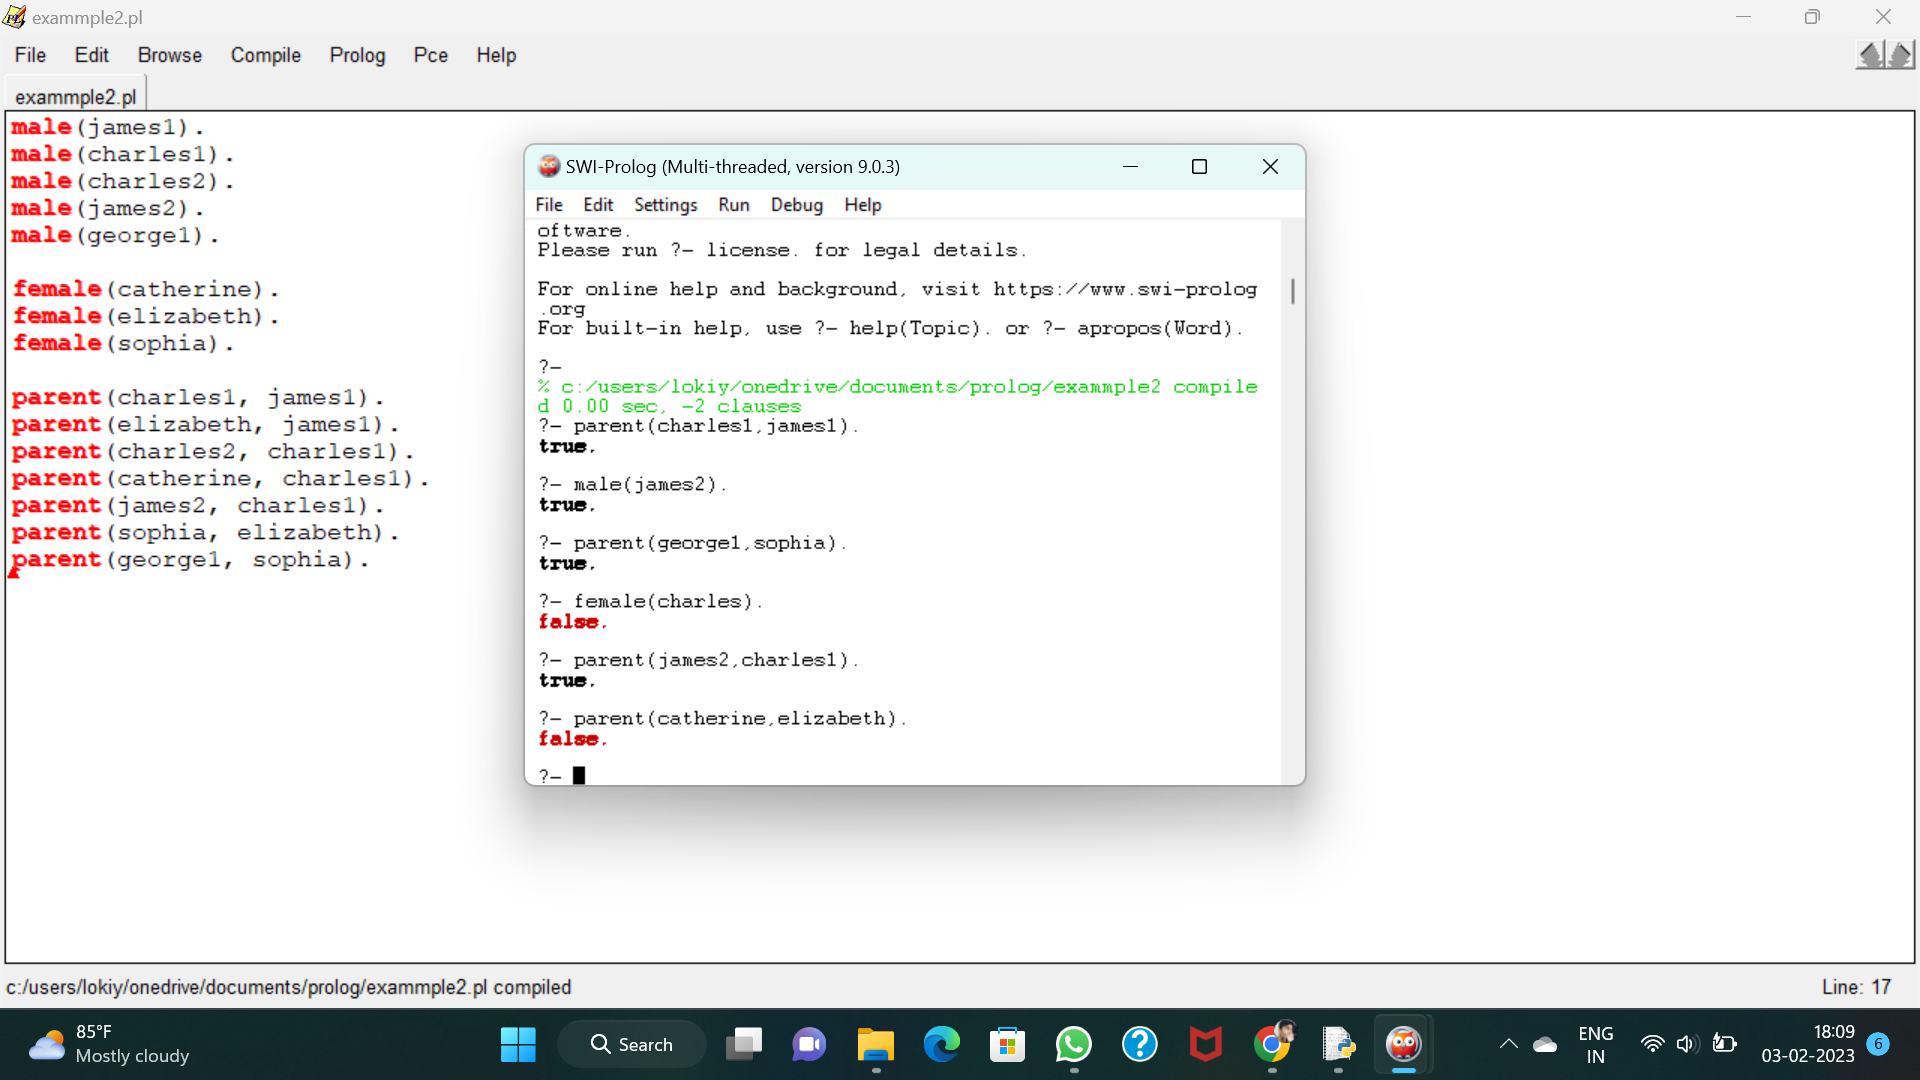 exammple2.pl
File Edit Browse Compile Prolog Pce Help
exammple2.pl
male(james1).
male(charles1).
male(charles2).
male(james2).
male(george1).
female(catherine).
female(elizabeth).
female(sophia).
parent(charles1, james1).
parent(elizabeth, james1).
parent(charles2, charles1).
parent(catherine, charles1).
parent(james2, charles1).
parent(sophia, elizabeth).
parent(george1, sophia).
SWI-Prolog (Multi-threaded, version 9.0.3)
File Edit Settings Run Debug Help
oftware.
Please run ?- license. for legal details.
For online help and background, visit https://www.swi-prolog
.org
For built-in help, use ?- help(Topic). or ?- apropos(Word).
?-
% c:/users/lokiy/onedrive/documents/prolog/exammple2 compile
d 0.00 sec, -2 clauses
?- parent(charles1,james1).
true.
?- male(james2).
true.
?- parent(george1,sophia).
true.
?- female(charles).
false.
?- parent(james2,charles1).
true.
?- parent(catherine,elizabeth).
false.
?-
c:/users/lokiy/onedrive/documents/prolog/exammple2.pl compiled
Line: 17
85°F
Mostly cloudy
Search
ENG
IN
18:09
03-02-2023
6